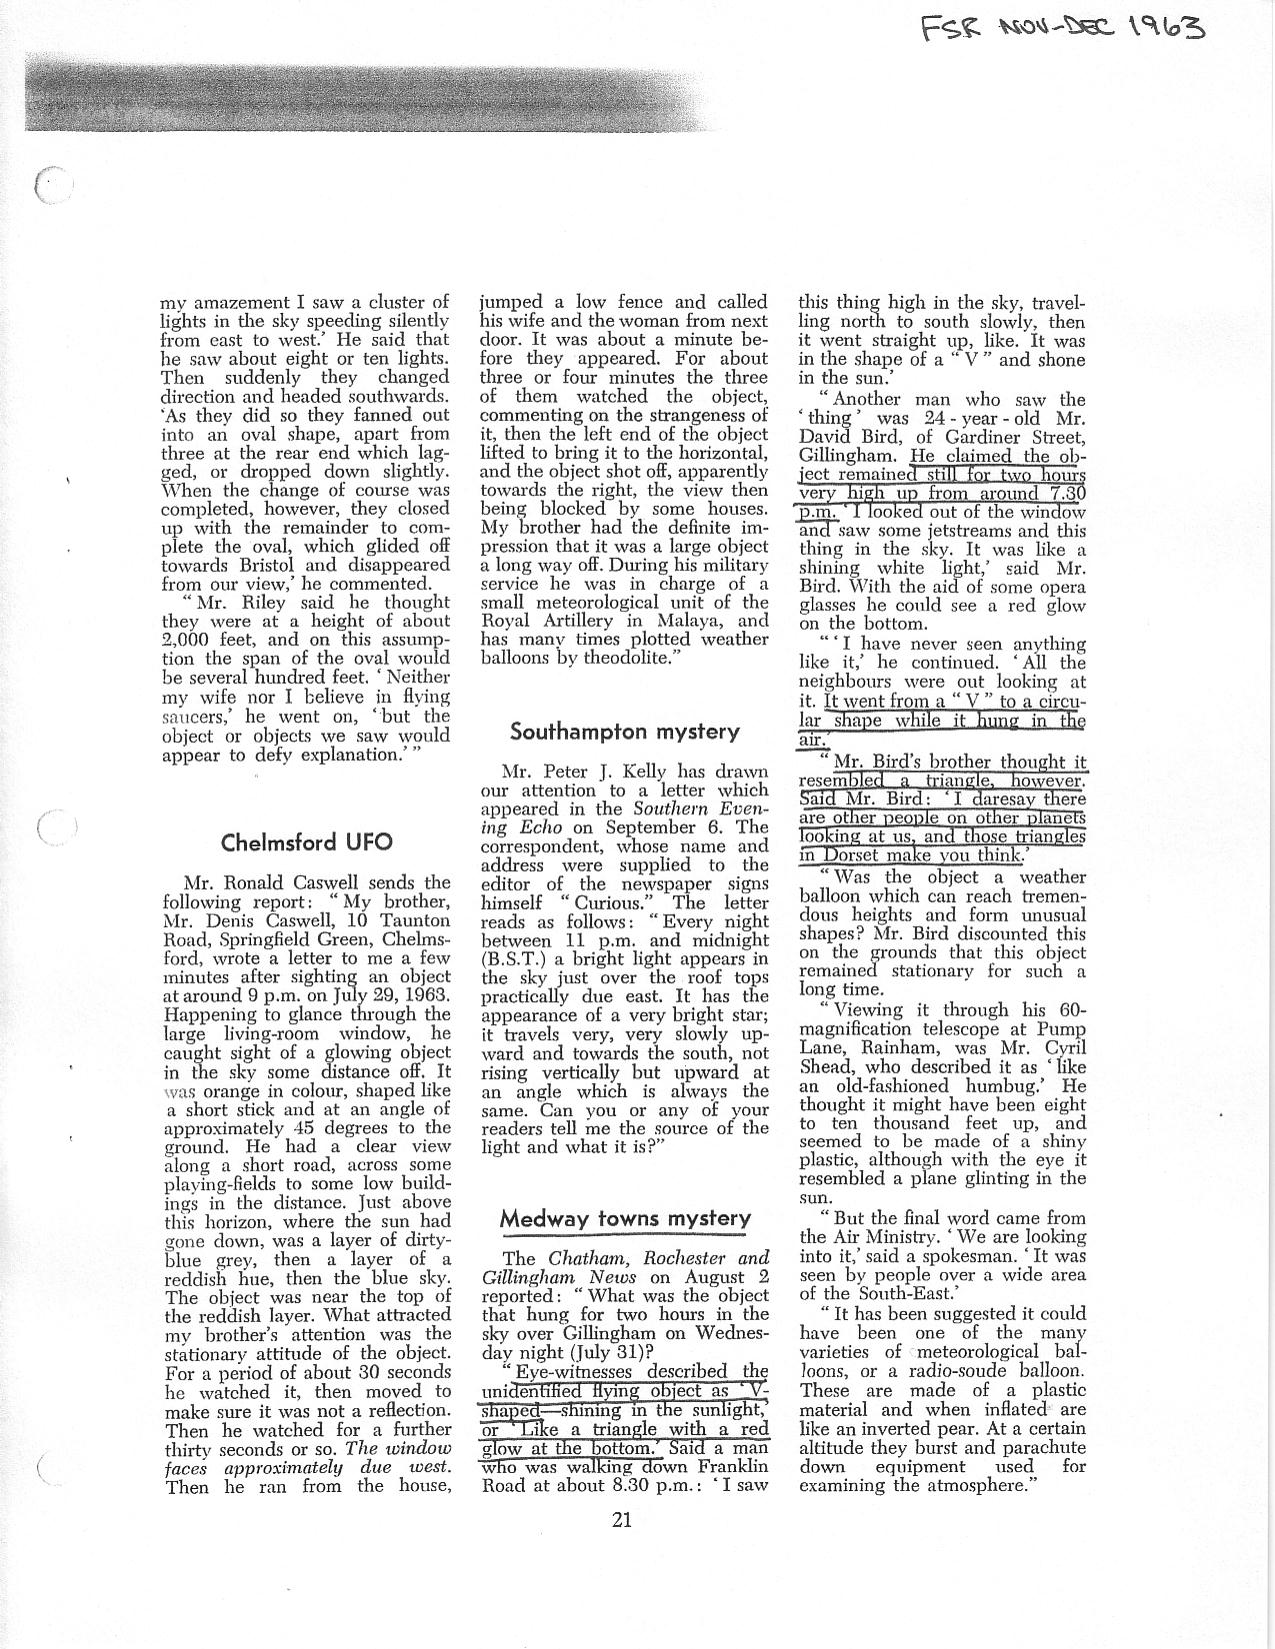 FSR NOV-DEC 1963
my amazement I saw a cluster of
lights in the sky speeding silently
from east to west.’ He said that
he saw about eight or ten lights.
Then suddenly they changed
direction and headed southwards.
‘As they did so they fanned out
into an oval shape, apart from
three at the rear end which lag-
ged, or dropped down slightly.
When the change of course was
completed, however, they closed
up with the remainder to com-
plete the oval, which glided off
towards Bristol and disappeared
from our view,’ he commented.
“Mr. Riley said he thought
they were at a height of about
2,000 feet, and on this assump-
tion the span of the oval would
be several hundred feet. ‘Neither
my wife nor I believe in flying
saucers,’ he went on, ‘but the
object or objects we saw would
appear to defy explanation.’”
Chelmsford UFO
Mr. Ronald Caswell sends the
following report: “My brother,
Mr. Denis Caswell, 10 Taunton
Road, Springfield Green, Chelms-
ford, wrote a letter to me a few
minutes after sighting an object
at around 9 p.m. on July 29, 1963.
Happening to glance through the
large living-room window, he
caught sight of a glowing object
in the sky some distance off. It
was orange in colour, shaped like
a short stick and at an angle of
approximately 45 degrees to the
ground. He had a clear view
along a short road, across some
playing-fields to some low build-
ings in the distance. Just above
this horizon, where the sun had
gone down, was a layer of dirty-
blue grey, then a layer of a
reddish hue, then the blue sky.
The object was near the top of
the reddish layer. What attracted
my brother’s attention was the
stationary attitude of the object.
For a period of about 30 seconds
he watched it, then moved to
make sure it was not a reflection.
Then he watched for a further
thirty seconds or so. The window
faces approximately due west.
Then he ran from the house,
jumped a low fence and called
his wife and the woman from next
door. It was about a minute be-
fore they appeared. For about
three or four minutes the three
of them watched the object,
commenting on the strangeness of
it, then the left end of the object
lifted to bring it to the horizontal,
and the object shot off, apparently
towards the right, the view then
being blocked by some houses.
My brother had the definite im-
pression that it was a large object
a long way off. During his military
service he was in charge of a
small meteorological unit of the
Royal Artillery in Malaya, and
has many times plotted weather
balloons by theodolite.”
Southampton mystery
Mr. Peter J. Kelly has drawn
our attention to a letter which
appeared in the Southern Even-
ing Echo on September 6. The
correspondent, whose name and
address were supplied to the
editor of the newspaper signs
himself “Curious.” The letter
reads as follows: “Every night
between 11 p.m. and midnight
(B.S.T.) a bright light appears in
the sky just over the roof tops
practically due east. It has the
appearance of a very bright star;
it travels very, very slowly up-
ward and towards the south, not
rising vertically but upward at
an angle which is always the
same. Can you or any of your
readers tell me the source of the
light and what it is?”
Medway towns mystery
The Chatham, Rochester and
Gillingham News on August 2
reported: “What was the object
that hung for two hours in the
sky over Gillingham on Wednes-
day night (July 31)?
“Eye-witnesses described the
unidentified flying object as ‘V-
shaped—shining in the sunlight,’
or ‘Like a triangle with a red
glow at the bottom.’ Said a man
who was walking down Franklin
Road at about 8.30 p.m.: ‘I saw
this thing high in the sky, travel-
ling north to south slowly, then
it went straight up, like. It was
in the shape of a “V” and shone
in the sun.’
“Another man who saw the
‘thing’ was 24-year-old Mr.
David Bird, of Gardiner Street,
Gillingham. He claimed the ob-
ject remained still for two hours
very high up from around 7.30
p.m. ‘I looked out of the window
and saw some jetstreams and this
thing in the sky. It was like a
shining white light,’ said Mr.
Bird. With the aid of some opera
glasses he could see a red glow
on the bottom.
“‘I have never seen anything
like it,’ he continued. ‘All the
neighbours were out looking at
it. It went from a “V” to a circu-
lar shape while it hung in the
air.’
“Mr. Bird’s brother thought it
resembled a triangle, however.
Said Mr. Bird: ‘I daresay there
are other people on other planets
looking at us, and those triangles
in Dorset make you think.’
“Was the object a weather
balloon which can reach tremen-
dous heights and form unusual
shapes? Mr. Bird discounted this
on the grounds that this object
remained stationary for such a
long time.
“Viewing it through his 60-
magnification telescope at Pump
Lane, Rainham, was Mr. Cyril
Shead, who described it as ‘like
an old-fashioned humbug.’ He
thought it might have been eight
to ten thousand feet up, and
seemed to be made of a shiny
plastic, although with the eye it
resembled a plane glinting in the
sun.
“But the final word came from
the Air Ministry. ‘We are looking
into it,’ said a spokesman. ‘It was
seen by people over a wide area
of the South-East.’
“It has been suggested it could
have been one of the many
varieties of meteorological bal-
loons, or a radio-soude balloon.
These are made of a plastic
material and when inflated are
like an inverted pear. At a certain
altitude they burst and parachute
down equipment used for
examining the atmosphere.”
21